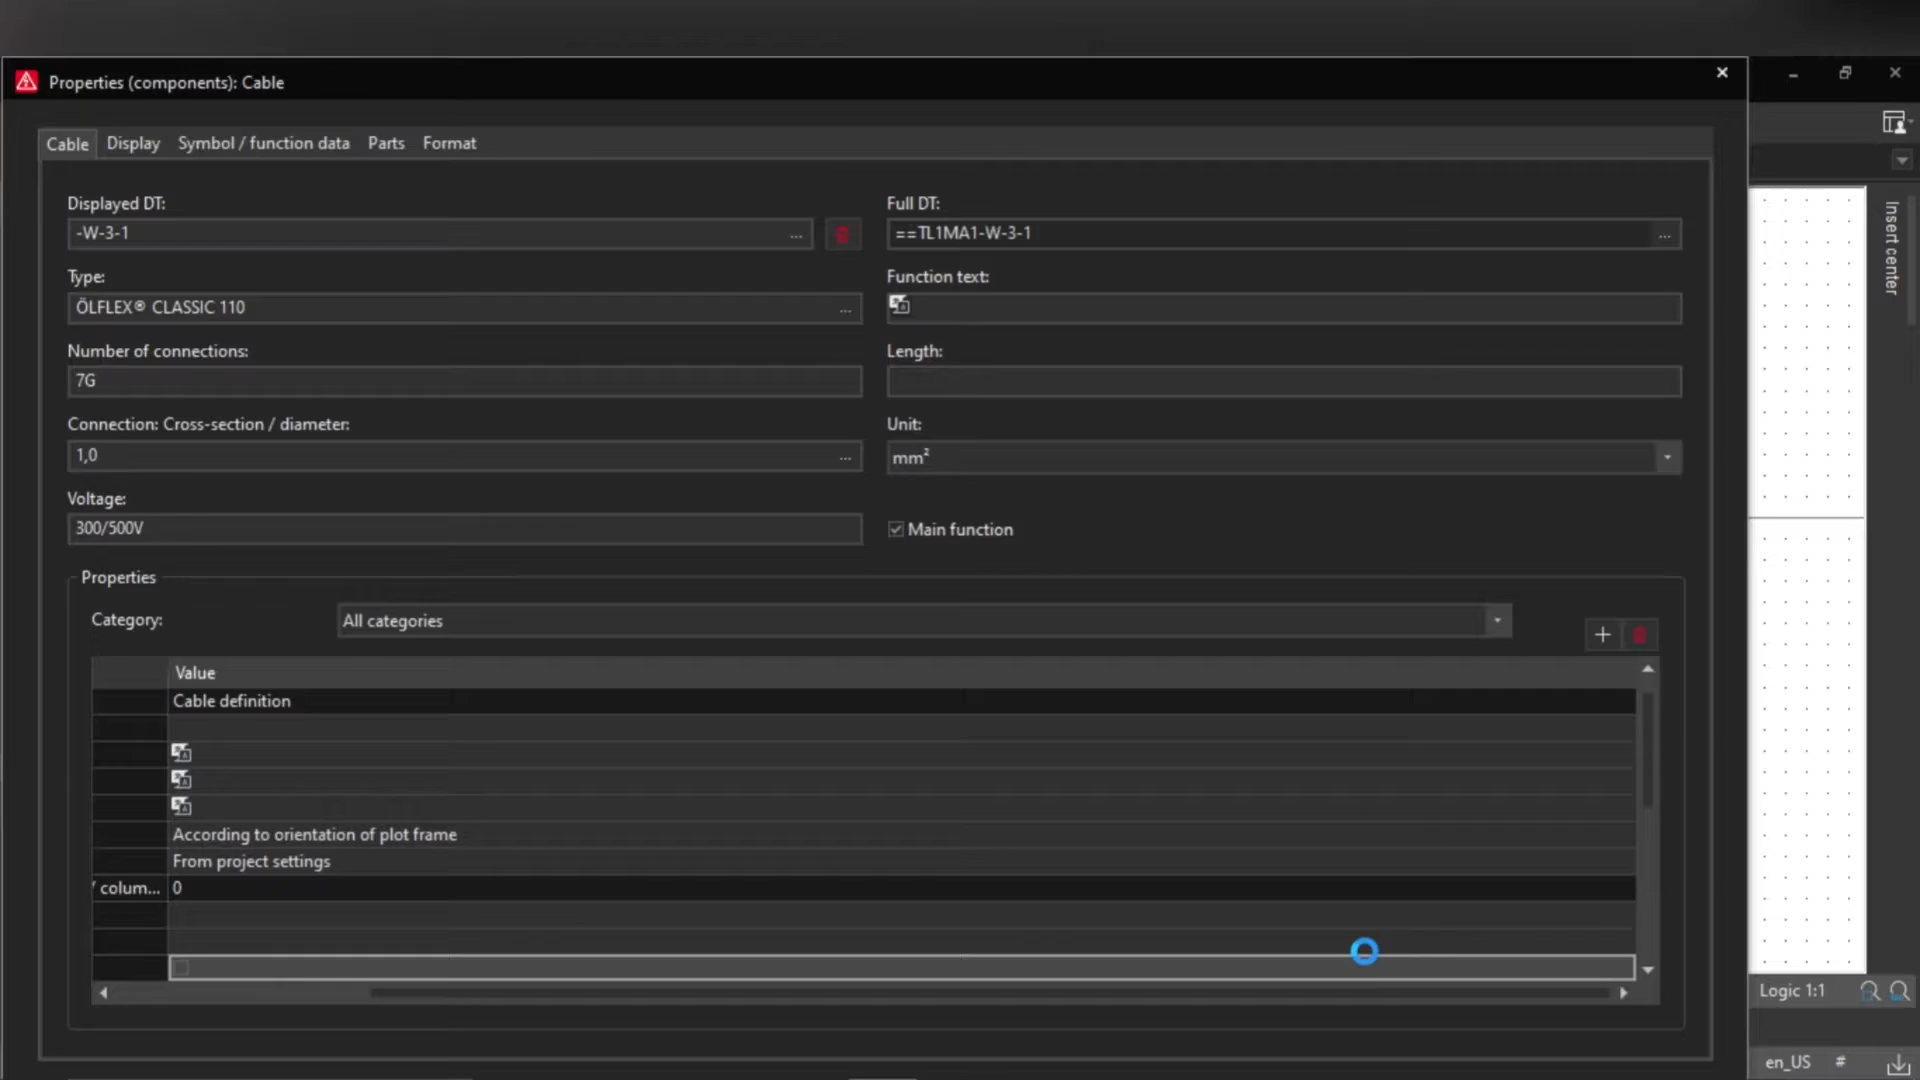 Properties (components): Cable
Cable Display Symbol / function data Parts Format
Displayed DT:
-W-3-1
...
Full DT:
==TL1MA1-W-3-1
...
Type:
ÖLFLEX® CLASSIC 110
...
Function text:
Number of connections:
7G
Length:
Connection: Cross-section / diameter:
1,0
...
Unit:
mm²
Voltage:
300/500V
Main function
Properties
Category:
All categories
Value
Cable definition
According to orientation of plot frame
From project settings
/ colum... 0
Insert center
Logic 1:1
en_US #